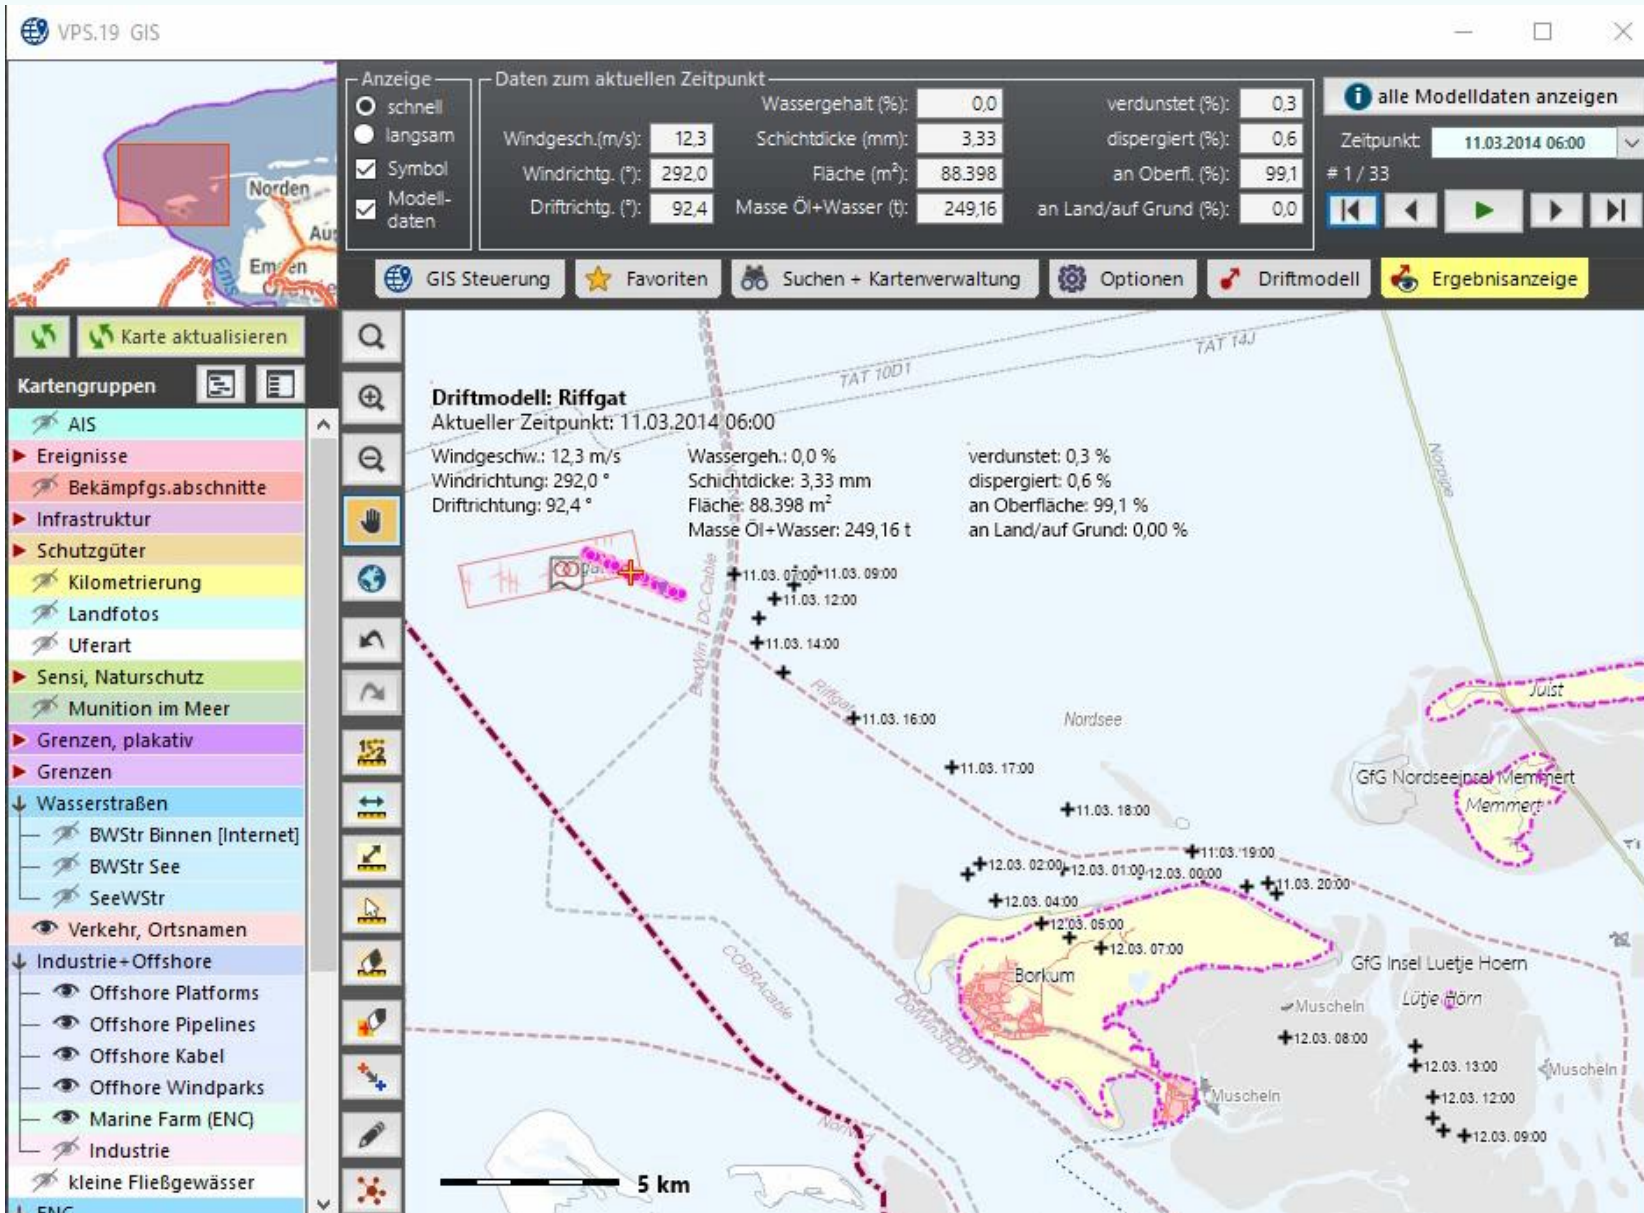 VPS.19 GIS
Anzeige
schnell
langsam
Symbol
Modell-
daten
Daten zum aktuellen Zeitpunkt
Wassergehalt (%): 0,0 verdunstet (%): 0,3
Windgesch.(m/s): 12,3 Schichtdicke (mm): 3,33 dispergiert (%): 0,6
Windrichtg. (°): 292,0 Fläche (m²): 88.398 an Oberfl. (%): 99,1
Driftrichtg. (°): 92,4 Masse Öl+Wasser (t): 249,16 an Land/auf Grund (%): 0,0
alle Modelldaten anzeigen
Zeitpunkt: 11.03.2014 06:00
# 1 / 33
Norden
Emden
Ems
GIS Steuerung Favoriten Suchen + Kartenverwaltung Optionen Driftmodell Ergebnisanzeige
Karte aktualisieren
Kartengruppen
AIS
Ereignisse
Bekämpfgs.abschnitte
Infrastruktur
Schutzgüter
Kilometrierung
Landfotos
Uferart
Sensi, Naturschutz
Munition im Meer
Grenzen, plakativ
Grenzen
Wasserstraßen
BWStr Binnen [Internet]
BWStr See
SeeWStr
Verkehr, Ortsnamen
Industrie+Offshore
Offshore Platforms
Offshore Pipelines
Offshore Kabel
Offhore Windparks
Marine Farm (ENC)
Industrie
kleine Fließgewässer
ENC
TAT 14J
TAT 10D1
Driftmodell: Riffgat
Aktueller Zeitpunkt: 11.03.2014 06:00
Windgeschw.: 12,3 m/s Wassergeh.: 0,0 % verdunstet: 0,3 %
Windrichtung: 292,0 ° Schichtdicke: 3,33 mm dispergiert: 0,6 %
Driftrichtung: 92,4 ° Fläche: 88.398 m² an Oberfläche: 99,1 %
Masse Öl+Wasser: 249,16 t an Land/auf Grund: 0,00 %
Norpipe
DC-Cable
11.03. 07:00 11.03. 09:00
11.03. 12:00
11.03. 14:00
Riffgat
11.03. 16:00
Nordsee
Juist
11.03. 17:00
GfG Nordseeinsel Memmert
Memmert
11.03. 18:00
11.03. 19:00
12.03. 02:00 12.03. 01:00 12.03. 00:00 11.03. 20:00
12.03. 04:00
12.03. 05:00
12.03. 07:00
COBRAcable
Borkum
GfG Insel Luetje Hoern
Lütje Hörn
Muscheln
12.03. 08:00
12.03. 13:00
Muscheln
Muscheln
12.03. 12:00
12.03. 09:00
5 km